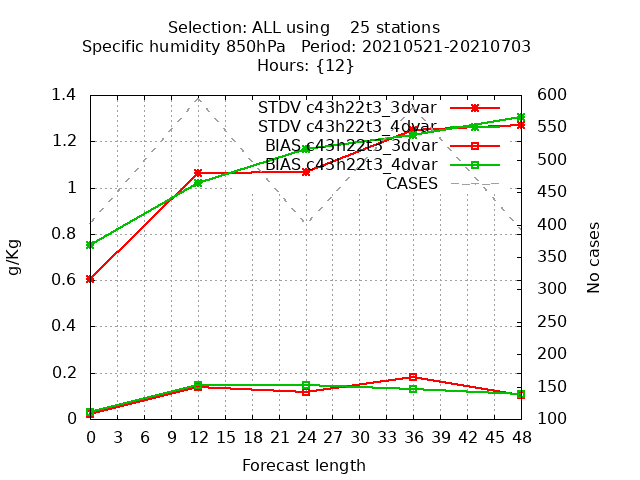 Selection: ALL using    25 stations
Specific humidity 850hPa   Period: 20210521-20210703
Hours: {12}
STDV c43h22t3_3dvar
STDV c43h22t3_4dvar
BIAS c43h22t3_3dvar
BIAS c43h22t3_4dvar
CASES
1.4
1.2
1
0.8
0.6
0.4
0.2
0
g/Kg
600
550
500
450
400
350
300
250
200
150
100
No cases
0 3 6 9 12 15 18 21 24 27 30 33 36 39 42 45 48
Forecast length